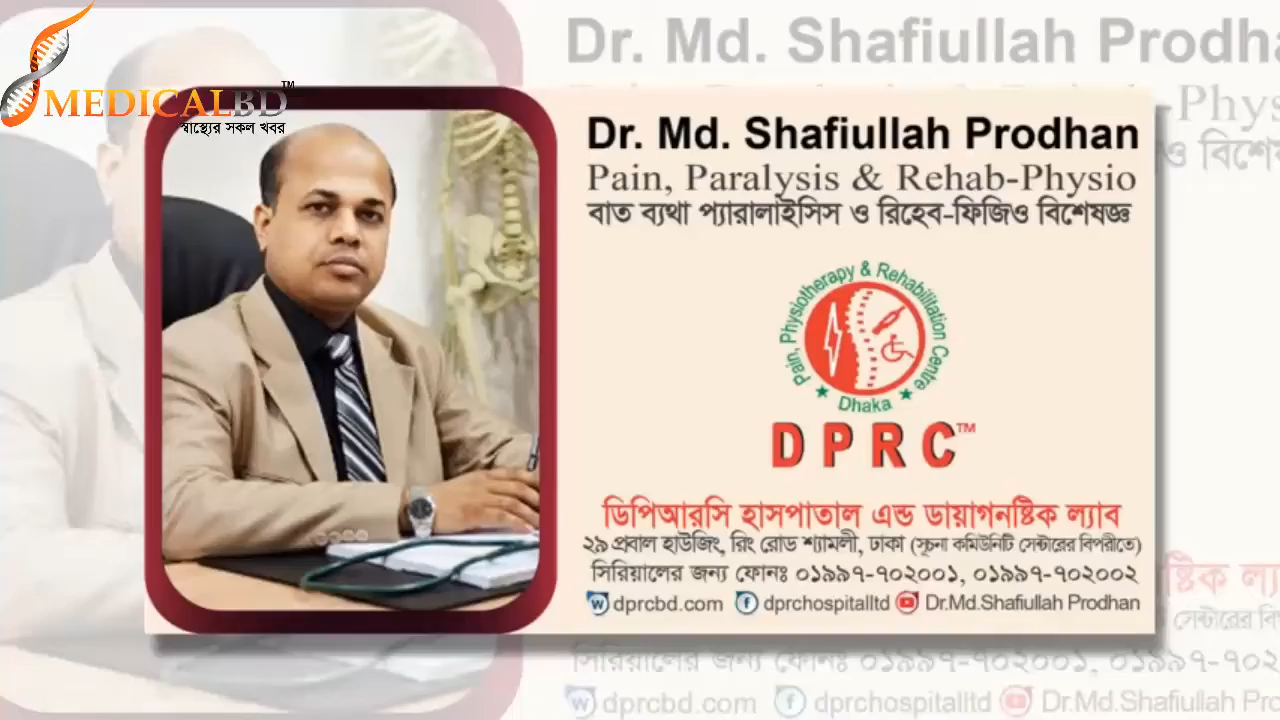 MEDICALBD™
স্বাস্থ্যের সকল খবর
Dr. Md. Shafiullah Prodhan
Pain, Paralysis & Rehab-Physio
বাত ব্যথা প্যারালাইসিস ও রিহেব-ফিজিও বিশেষজ্ঞ
Pain, Physiotherapy & Rehabilitation Centre
Dhaka
DPRC™
ডিপিআরসি হাসপাতাল এন্ড ডায়াগনষ্টিক ল্যাব
২৯ প্রবাল হাউজিং, রিং রোড শ্যামলী, ঢাকা (সূচনা কমিউনিটি সেন্টারের বিপরীতে)
সিরিয়ালের জন্য ফোনঃ ০১৯৯৭-৭০২০০১, ০১৯৯৭-৭০২০০২
dprcbd.com dprchospitalltd Dr.Md.Shafiullah Prodhan